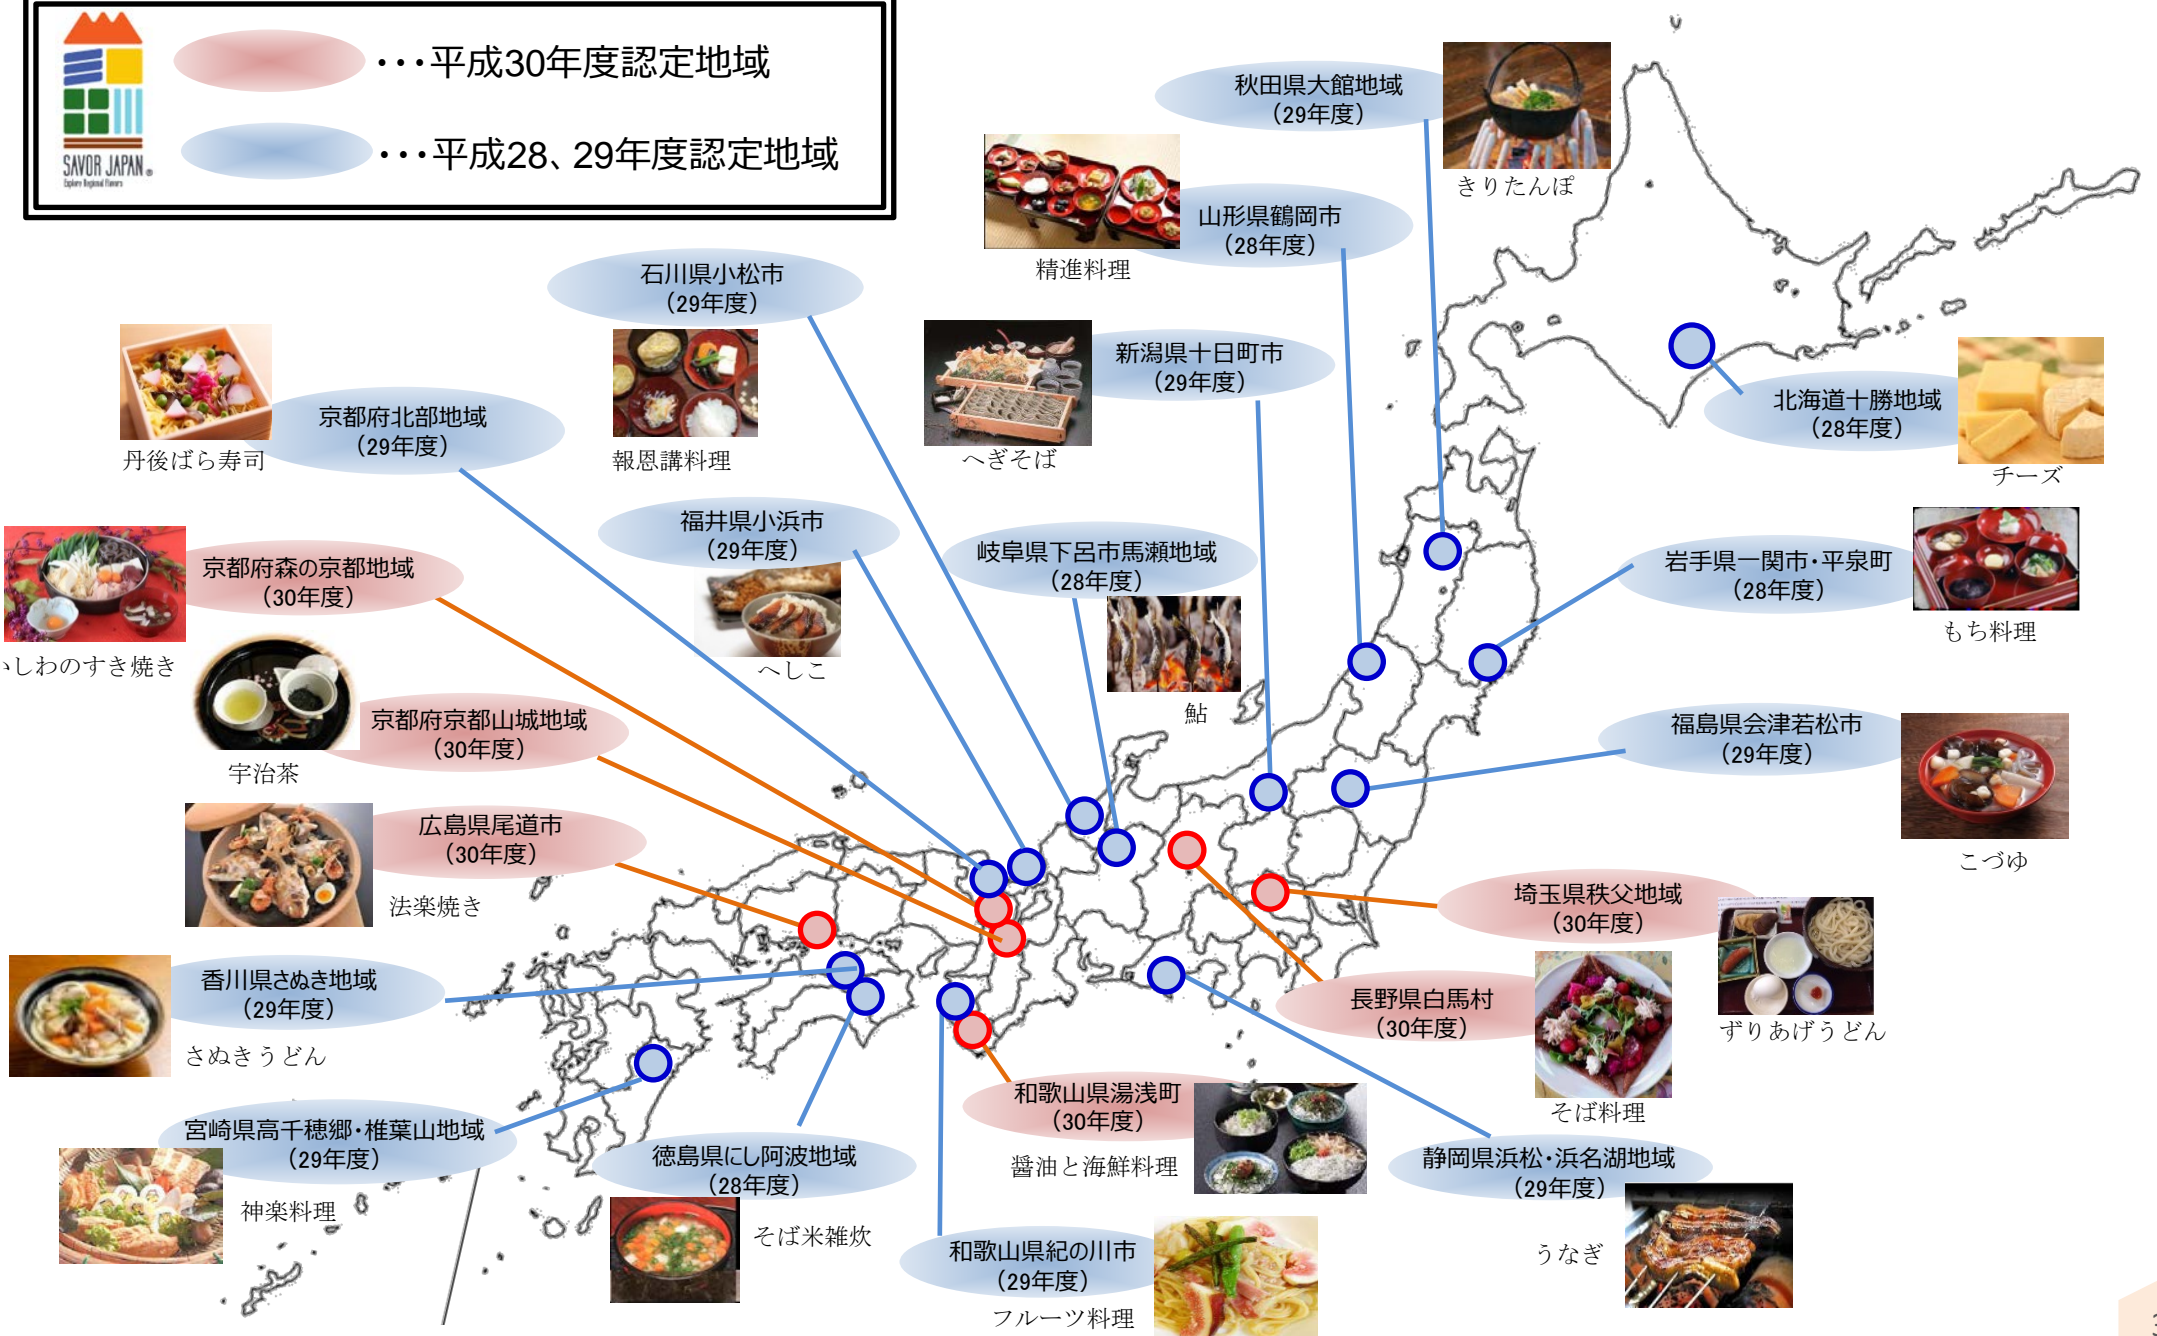 ・・・平成30年度認定地域
・・・平成28、29年度認定地域
SAVOR JAPAN®
Explore Regional Flavors
秋田県大館地域
（29年度）
きりたんぽ
山形県鶴岡市
（28年度）
精進料理
石川県小松市
（29年度）
報恩講料理
新潟県十日町市
（29年度）
へぎそば
北海道十勝地域
（28年度）
チーズ
京都府北部地域
（29年度）
丹後ばら寿司
福井県小浜市
（29年度）
へしこ
岐阜県下呂市馬瀬地域
（28年度）
鮎
岩手県一関市・平泉町
（28年度）
もち料理
京都府森の京都地域
（30年度）
いしわのすき焼き
京都府京都山城地域
（30年度）
宇治茶
福島県会津若松市
（29年度）
こづゆ
広島県尾道市
（30年度）
法楽焼き
埼玉県秩父地域
（30年度）
ずりあげうどん
香川県さぬき地域
（29年度）
さぬきうどん
長野県白馬村
（30年度）
そば料理
和歌山県湯浅町
（30年度）
醤油と海鮮料理
宮崎県高千穂郷・椎葉山地域
（29年度）
神楽料理
徳島県にし阿波地域
（28年度）
そば米雑炊
静岡県浜松・浜名湖地域
（29年度）
うなぎ
和歌山県紀の川市
（29年度）
フルーツ料理